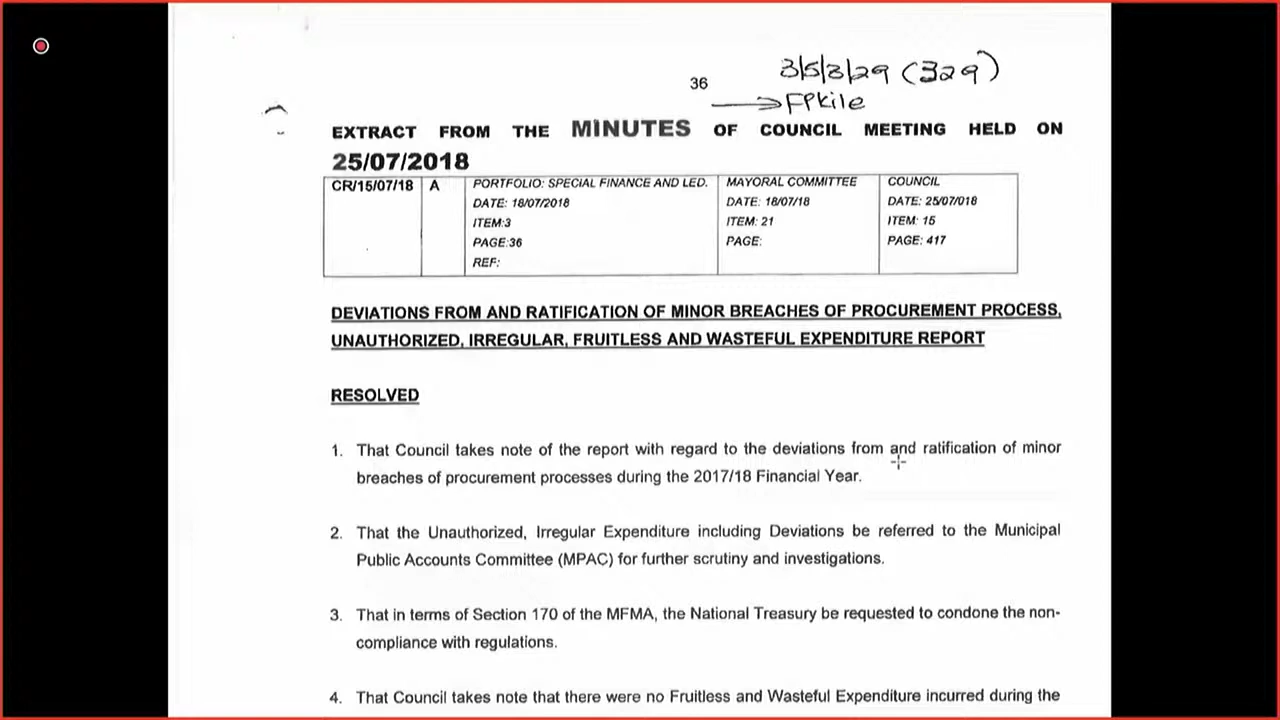 36
3/5/3/29 (329)
FPkile
EXTRACT FROM THE MINUTES OF COUNCIL MEETING HELD ON
25/07/2018
CR/15/07/18 A PORTFOLIO: SPECIAL FINANCE AND LED. MAYORAL COMMITTEE COUNCIL
DATE: 18/07/2018 DATE: 18/07/18 DATE: 25/07/018
ITEM:3 ITEM: 21 ITEM: 15
PAGE:36 PAGE: PAGE: 417
REF:
DEVIATIONS FROM AND RATIFICATION OF MINOR BREACHES OF PROCUREMENT PROCESS,
UNAUTHORIZED, IRREGULAR, FRUITLESS AND WASTEFUL EXPENDITURE REPORT
RESOLVED
1. That Council takes note of the report with regard to the deviations from and ratification of minor
breaches of procurement processes during the 2017/18 Financial Year.
2. That the Unauthorized, Irregular Expenditure including Deviations be referred to the Municipal
Public Accounts Committee (MPAC) for further scrutiny and investigations.
3. That in terms of Section 170 of the MFMA, the National Treasury be requested to condone the non-
compliance with regulations.
4. That Council takes note that there were no Fruitless and Wasteful Expenditure incurred during the